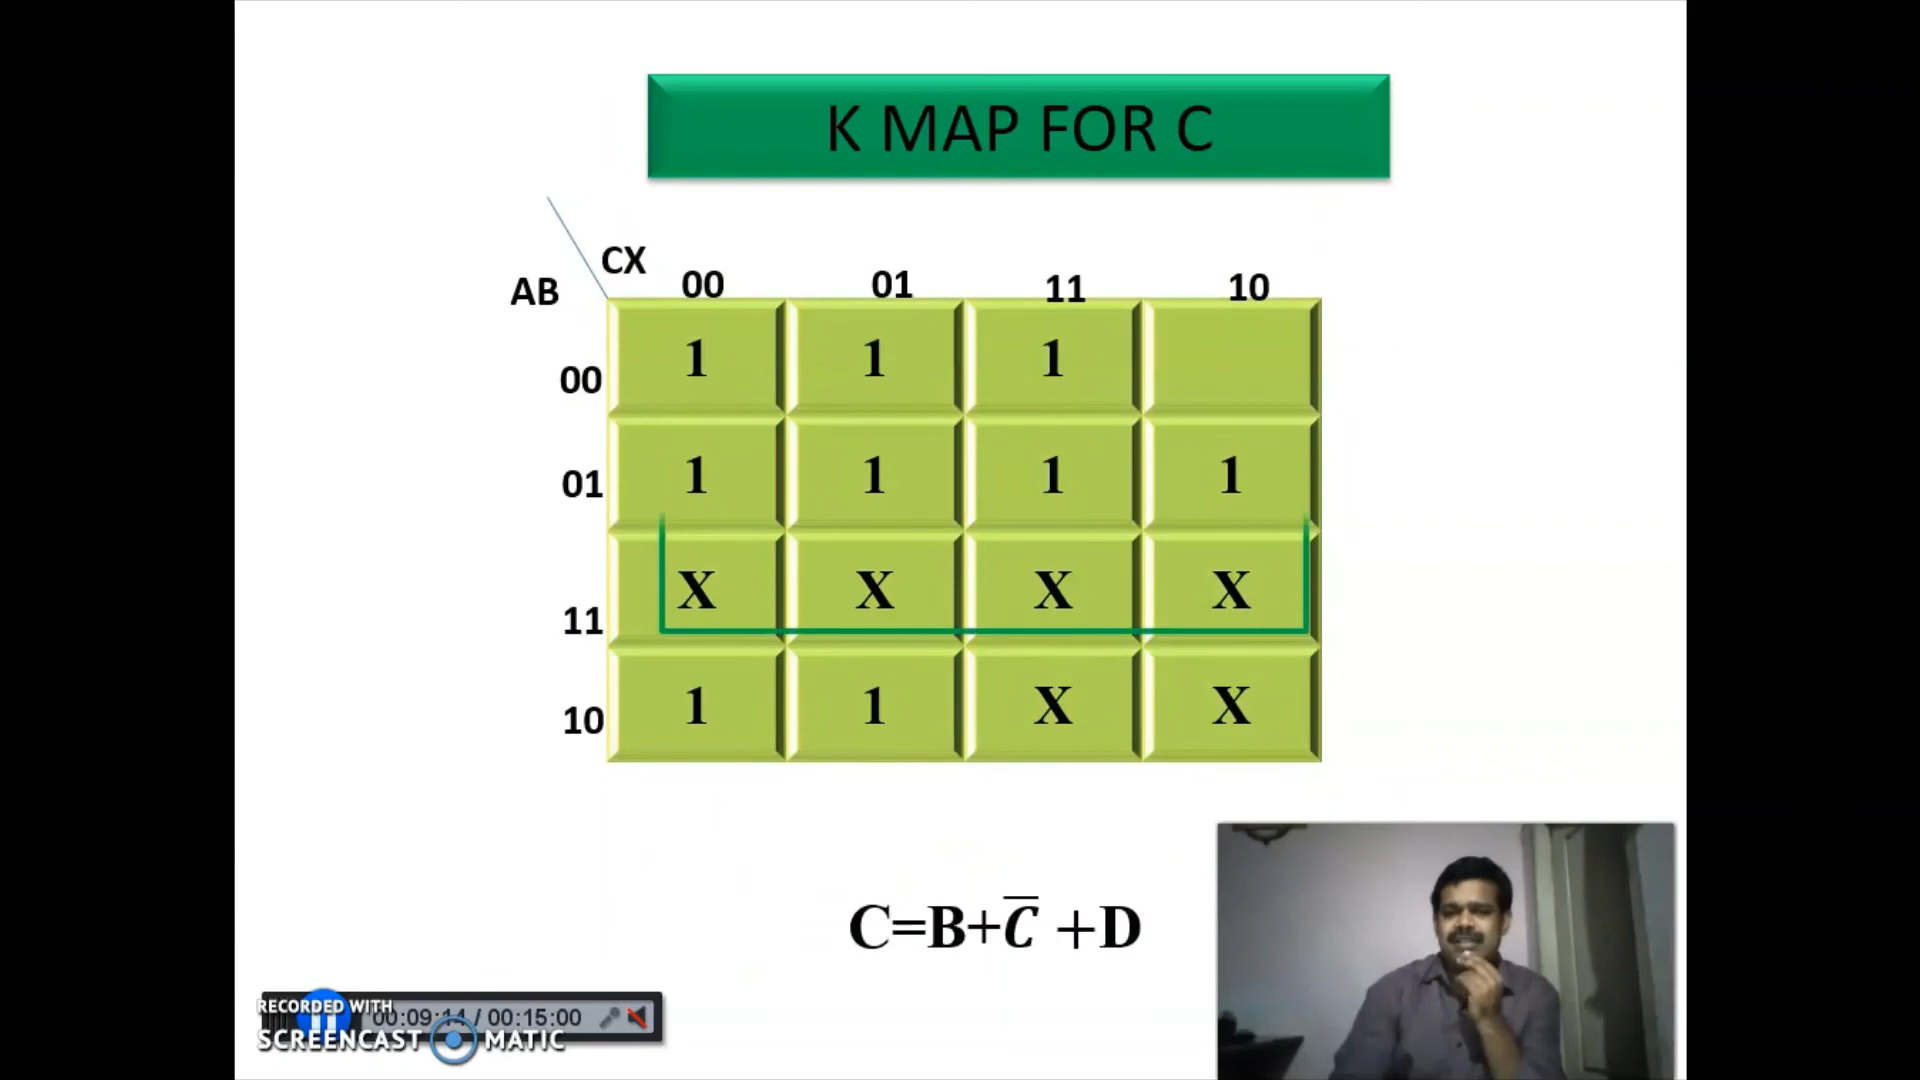 K MAP FOR C
CX
AB
00 01 11 10
00 1 1 1
01 1 1 1 1
11 X X X X
10 1 1 X X
C=B+C̅ +D
RECORDED WITH
00:09:14 / 00:15:00
SCREENCAST MATIC